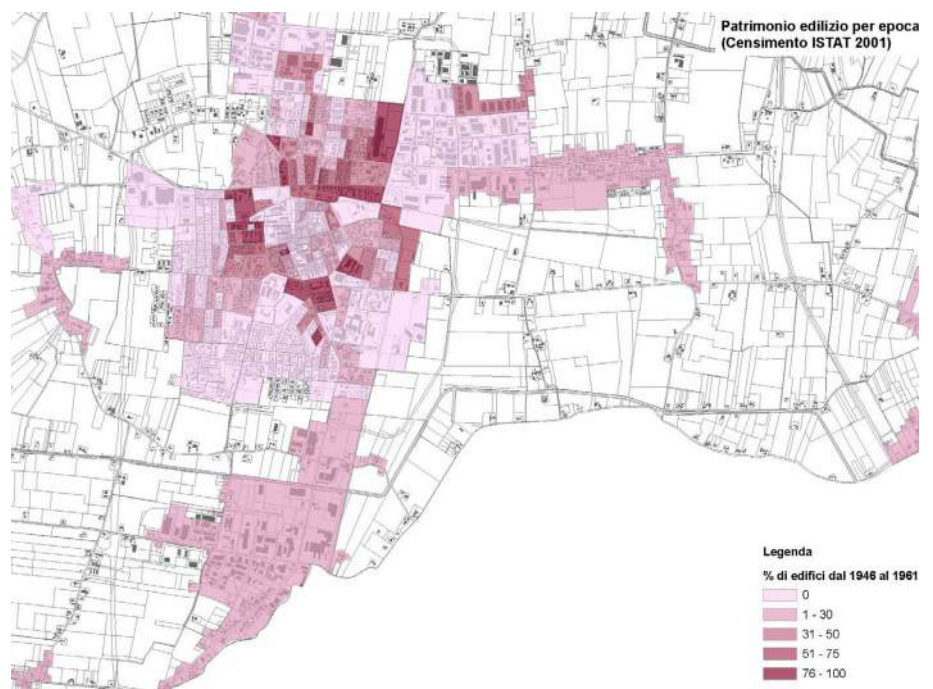 Patrimonio edilizio per epoca
(Censimento ISTAT 2001)
Legenda
% di edifici dal 1946 al 1961
0
1 - 30
31 - 50
51 - 75
76 - 100